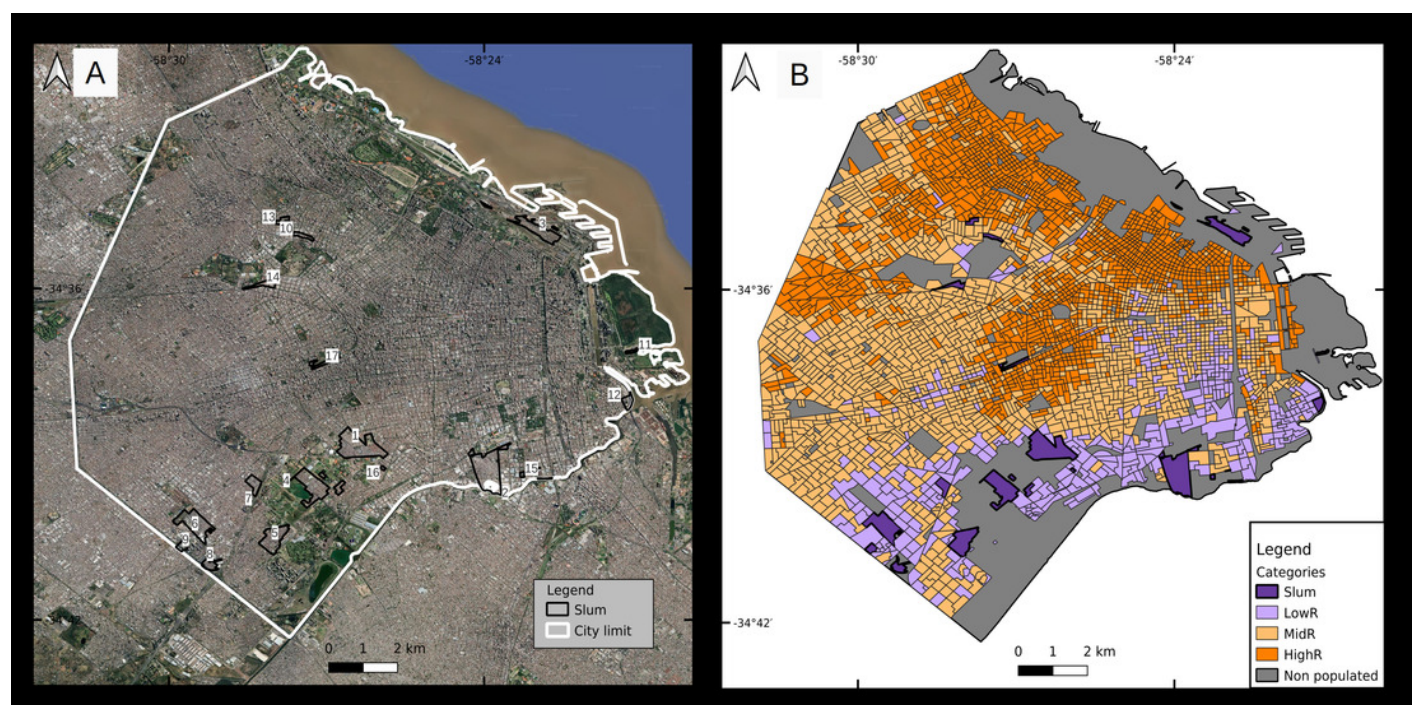 A
-58°30′
-58°24′
-34°36′
13
10
14
3
17
11
12
1
16
15
4
2
7
6
5
9
8
Legend
Slum
City limit
0 1 2 km
B
-58°30′
-58°24′
-34°36′
-34°42′
0 1 2 km
Legend
Categories
Slum
LowR
MidR
HighR
Non populated